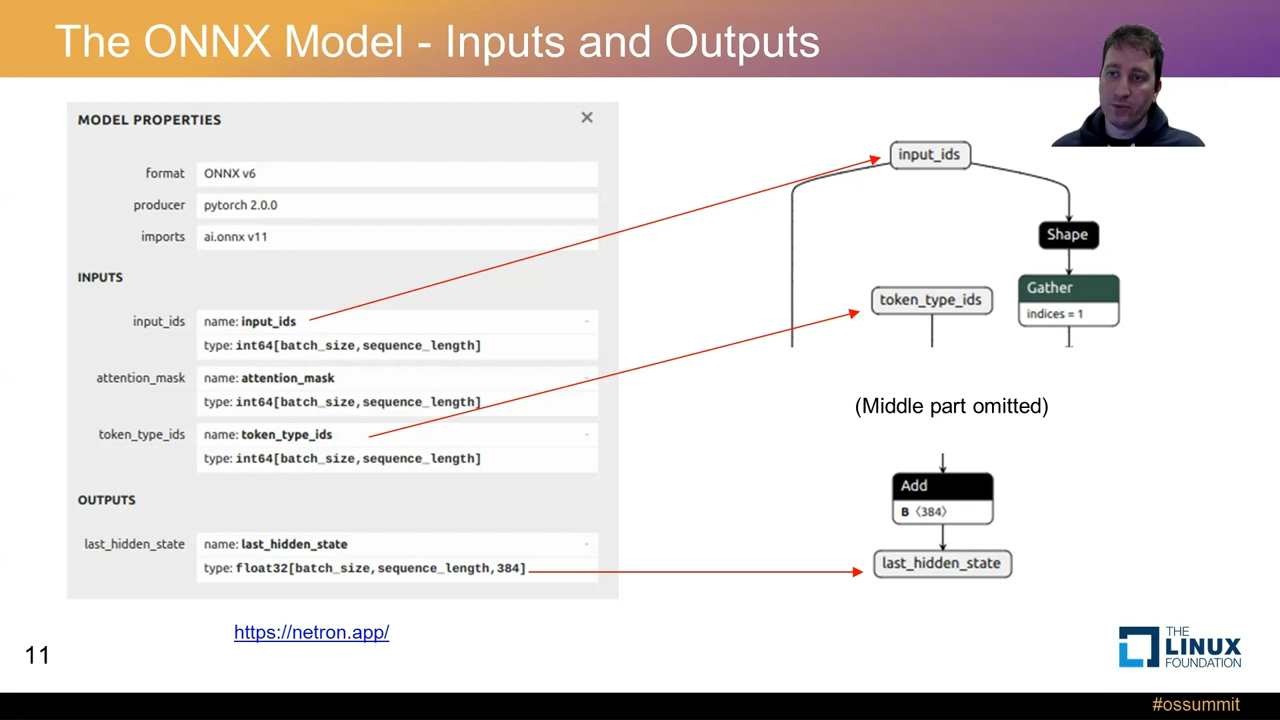 The ONNX Model - Inputs and Outputs
MODEL PROPERTIES
format ONNX v6
producer pytorch 2.0.0
imports ai.onnx v11
INPUTS
input_ids name: input_ids
type: int64[batch_size,sequence_length]
attention_mask name: attention_mask
type: int64[batch_size,sequence_length]
token_type_ids name: token_type_ids
type: int64[batch_size,sequence_length]
OUTPUTS
last_hidden_state name: last_hidden_state
type: float32[batch_size,sequence_length,384]
https://netron.app/
input_ids
Shape
token_type_ids
Gather
indices = 1
(Middle part omitted)
Add
B ⟨384⟩
last_hidden_state
11
THE
LINUX
FOUNDATION
#ossummit